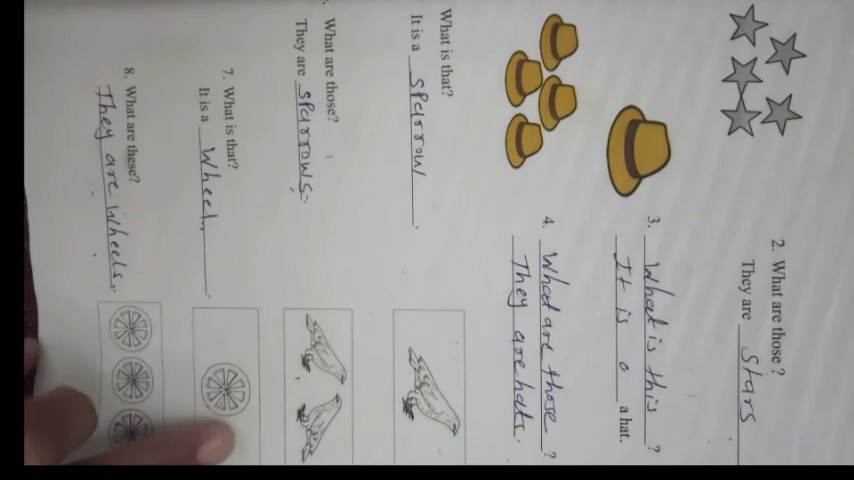 2. What are those ?
They are stars
3. What is this ?
It is a a hat.
4. What are those ?
They are hats.
What is that?
It is a sparrow.
What are those?
They are sparrows.
7. What is that?
It is a wheel.
8. What are these?
They are wheels.